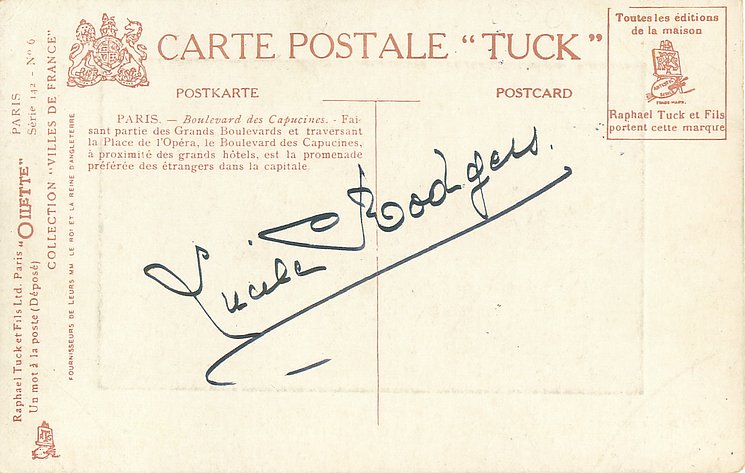 CARTE POSTALE "TUCK"
POSTKARTE
POSTCARD
Toutes les éditions
de la maison
TRADE MARK.
Raphael Tuck et Fils
portent cette marque
PARIS. — Boulevard des Capucines. - Fai-
sant partie des Grands Boulevards et traversant
la Place de l'Opéra, le Boulevard des Capucines,
à proximité des grands hôtels, est la promenade
préférée des étrangers dans la capitale.
Rodgers.
Raphael Tuck et Fils Ltd. Paris "OILETTE" PARIS
Un mot à la poste (Déposé) Série 142 - No 6
COLLECTION "VILLES DE FRANCE"
FOURNISSEURS DE LEURS MM LE ROI ET LA REINE D'ANGLETERRE